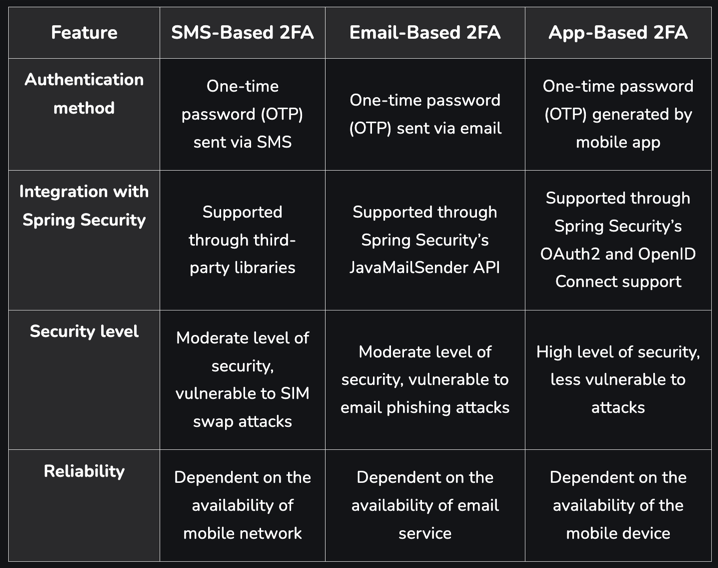 Feature
SMS-Based 2FA
Email-Based 2FA
App-Based 2FA
Authentication
method
One-time
password (OTP)
sent via SMS
One-time password
(OTP) sent via email
One-time password
(OTP) generated by
mobile app
Integration with
Spring Security
Supported
through third-
party libraries
Supported through
Spring Security’s
JavaMailSender API
Supported through
Spring Security’s
OAuth2 and OpenID
Connect support
Security level
Moderate level of
security,
vulnerable to SIM
swap attacks
Moderate level of
security, vulnerable to
email phishing attacks
High level of security,
less vulnerable to
attacks
Reliability
Dependent on the
availability of
mobile network
Dependent on the
availability of email
service
Dependent on the
availability of the
mobile device